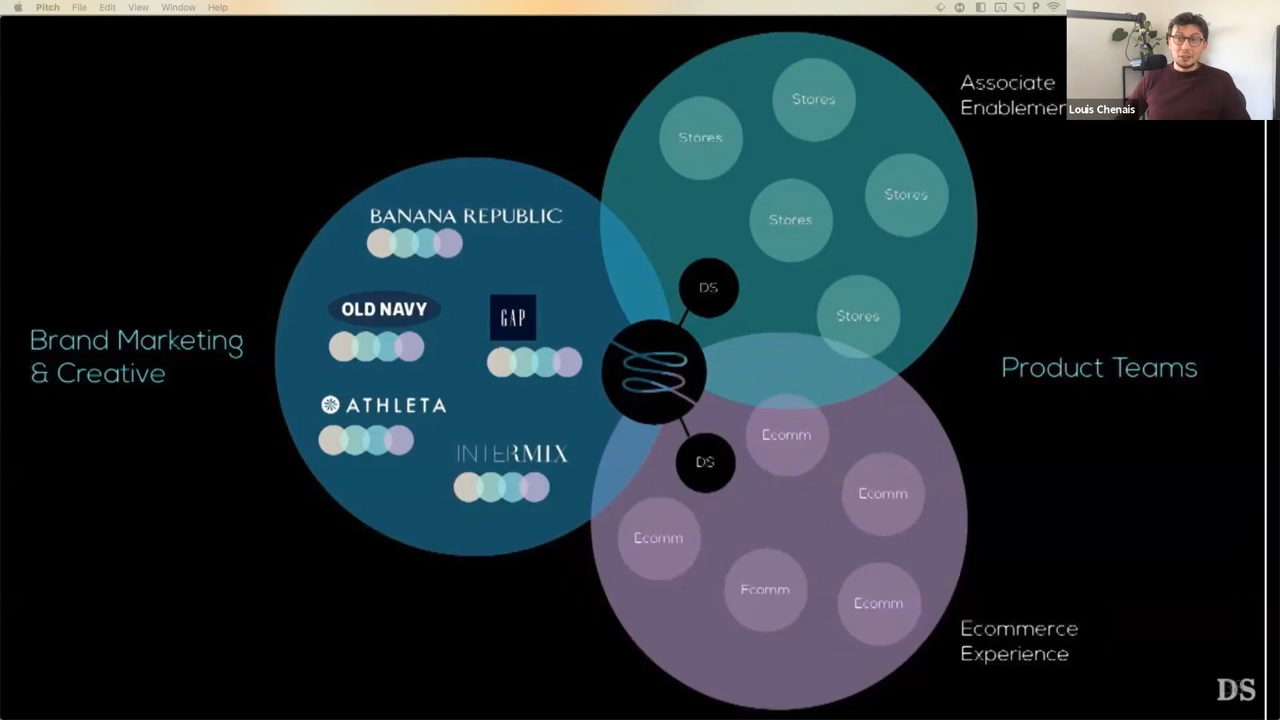 Pitch File Edit View Window Help
Louis Chenais
Associate
Enablemen
Stores
Stores
Stores
Stores
Stores
BANANA REPUBLIC
OLD NAVY
GAP
ATHLETA
INTERMIX
Brand Marketing
& Creative
DS
DS
Product Teams
Ecomm
Ecomm
Ecomm
Ecomm
Ecomm
Ecommerce
Experience
DS